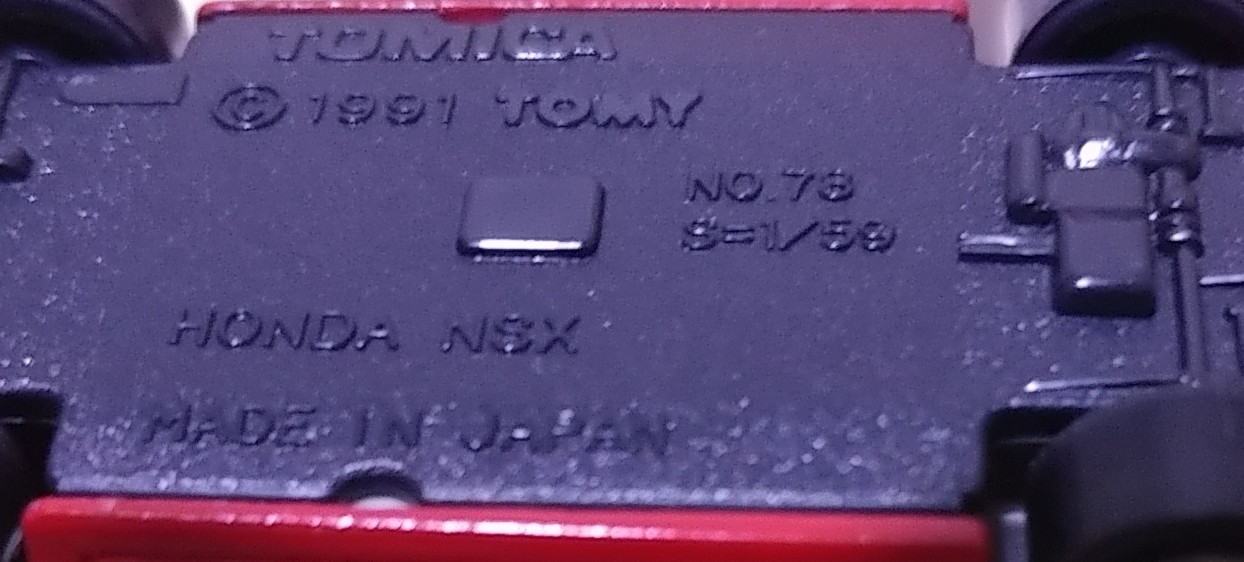 TOMICA
© 1991 TOMY
NO.78
S=1/59
HONDA NSX
MADE IN JAPAN